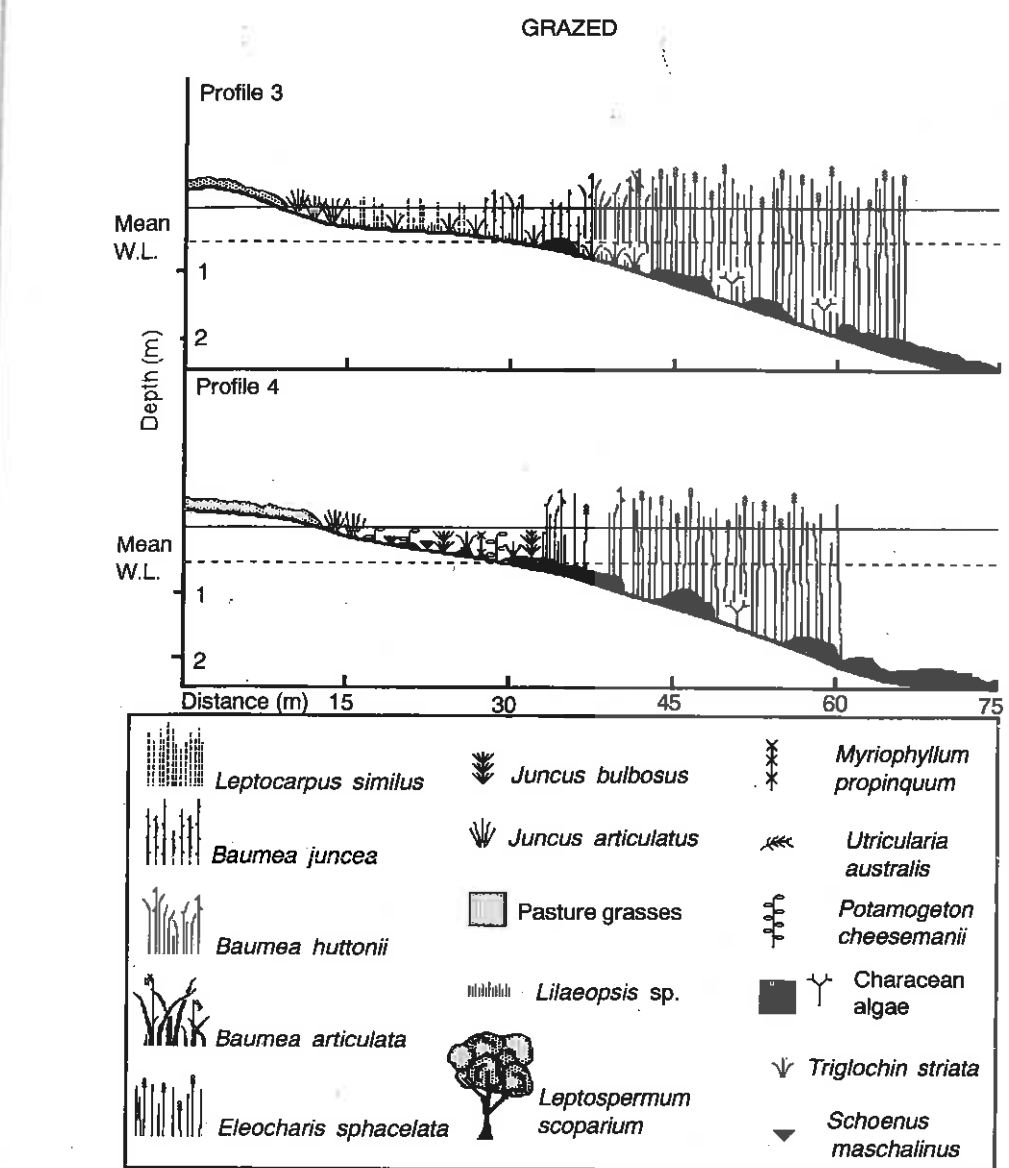 GRAZED
Profile 3
Mean
W.L.
1
2
Depth (m)
Profile 4
Mean
W.L.
1
2
Distance (m) 15 30 45 60 75
Leptocarpus similus
Baumea juncea
Baumea huttonii
Baumea articulata
Eleocharis sphacelata
Juncus bulbosus
Juncus articulatus
Pasture grasses
Lilaeopsis sp.
Leptospermum
scoparium
Myriophyllum
propinquum
Utricularia
australis
Potamogeton
cheesemanii
Characean
algae
Triglochin striata
Schoenus
maschalinus